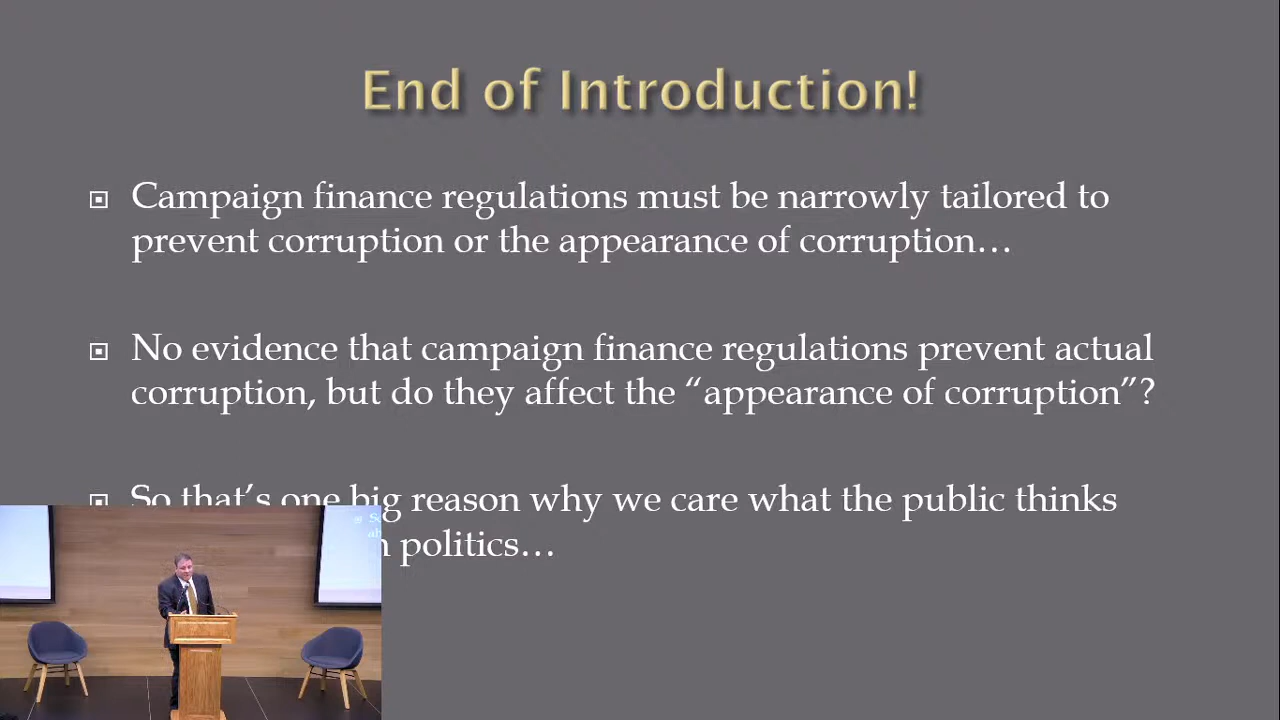 End of Introduction!
Campaign finance regulations must be narrowly tailored to
prevent corruption or the appearance of corruption…
No evidence that campaign finance regulations prevent actual
corruption, but do they affect the “appearance of corruption”?
So that’s one big reason why we care what the public thinks
politics…